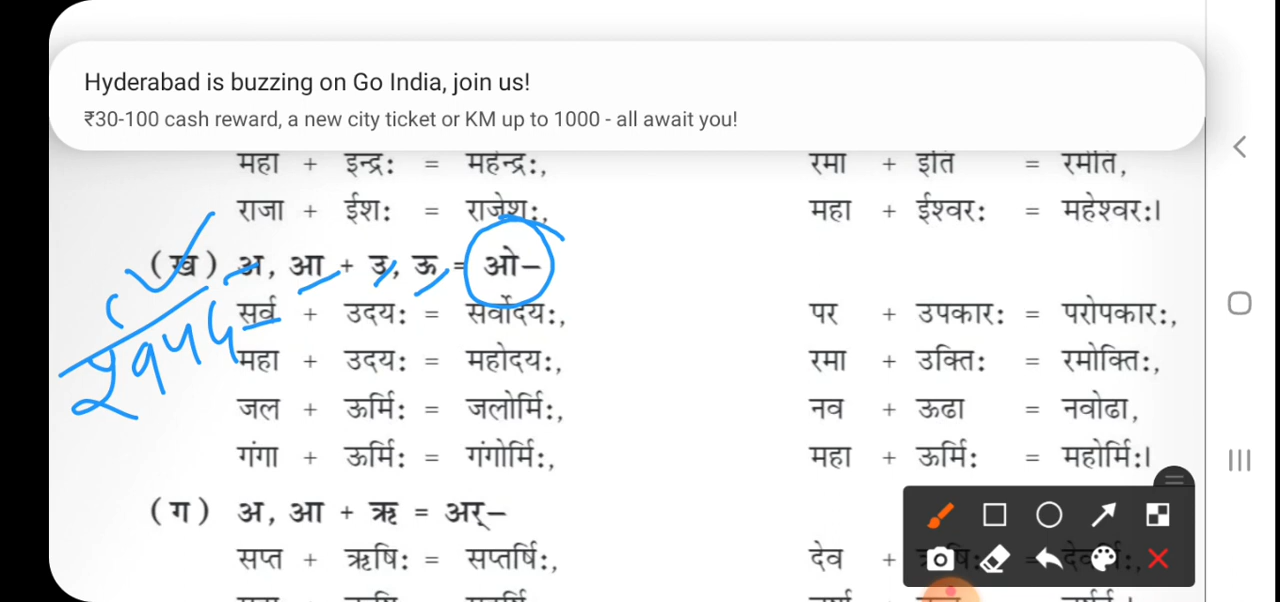 Hyderabad is buzzing on Go India, join us!
₹30-100 cash reward, a new city ticket or KM up to 1000 - all await you!
महा + इन्द्र: = महेन्द्र:, रमा + इति = रमेति,
राजा + ईश: = राजेश:, महा + ईश्वर: = महेश्वर:।
(ख) अ, आ + उ, ऊ = ओ–
सर्व + उदय: = सर्वोदय:, पर + उपकार: = परोपकार:,
महा + उदय: = महोदय:, रमा + उक्ति: = रमोक्ति:,
जल + ऊर्मि: = जलोर्मि:, नव + ऊढा = नवोढा,
गंगा + ऊर्मि: = गंगोर्मि:, महा + ऊर्मि: = महोर्मि:।
(ग) अ, आ + ऋ = अर्–
सप्त + ऋषि: = सप्तर्षि:, देव +